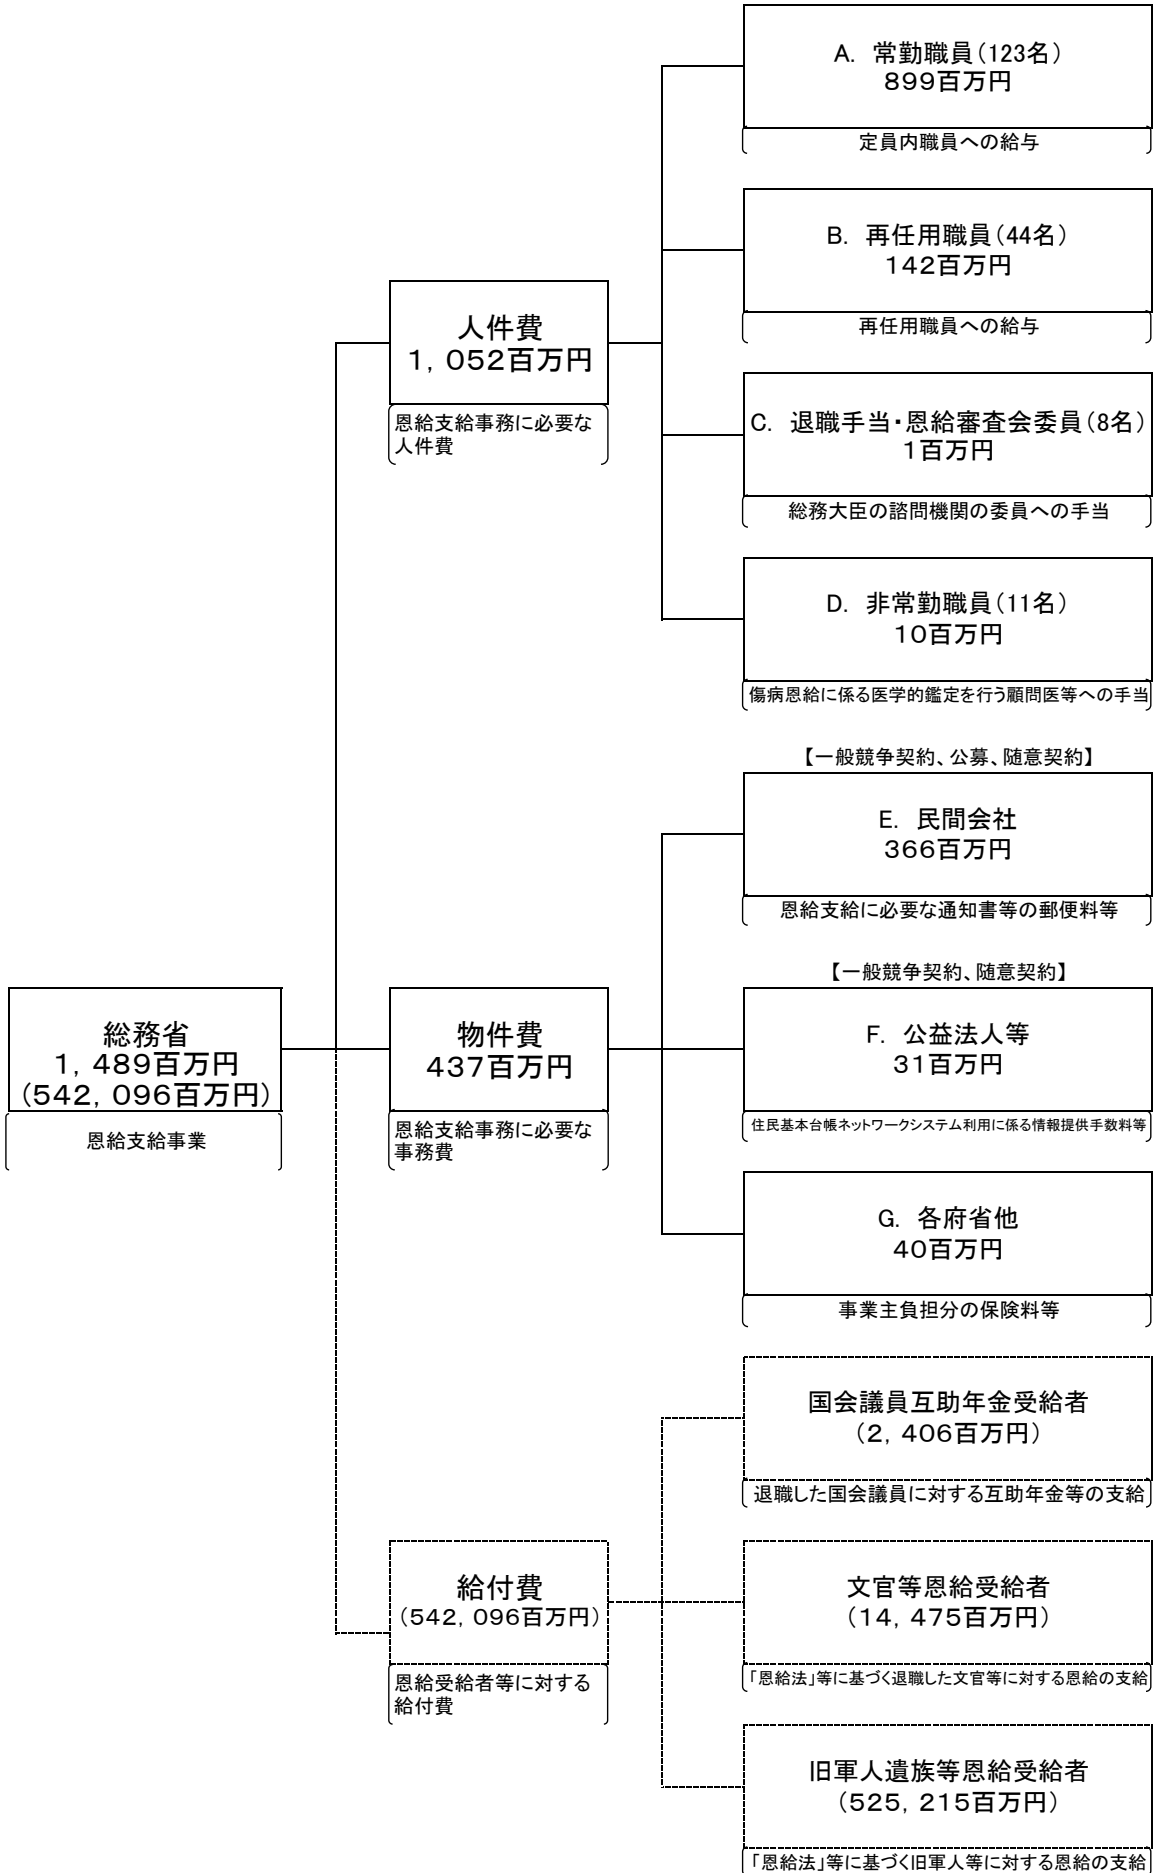 総務省
1,489百万円
(542,096百万円)
恩給支給事業
人件費
1,052百万円
恩給支給事務に必要な
人件費
A. 常勤職員(123名)
899百万円
定員内職員への給与
B. 再任用職員(44名)
142百万円
再任用職員への給与
C. 退職手当・恩給審査会委員(8名)
1百万円
総務大臣の諮問機関の委員への手当
D. 非常勤職員(11名)
10百万円
傷病恩給に係る医学的鑑定を行う顧問医等への手当
物件費
437百万円
恩給支給事務に必要な
事務費
【一般競争契約、公募、随意契約】
E. 民間会社
366百万円
恩給支給に必要な通知書等の郵便料等
【一般競争契約、随意契約】
F. 公益法人等
31百万円
住民基本台帳ネットワークシステム利用に係る情報提供手数料等
G. 各府省他
40百万円
事業主負担分の保険料等
給付費
(542,096百万円)
恩給受給者等に対する
給付費
国会議員互助年金受給者
(2,406百万円)
退職した国会議員に対する互助年金等の支給
文官等恩給受給者
(14,475百万円)
「恩給法」等に基づく退職した文官等に対する恩給の支給
旧軍人遺族等恩給受給者
(525,215百万円)
「恩給法」等に基づく旧軍人等に対する恩給の支給